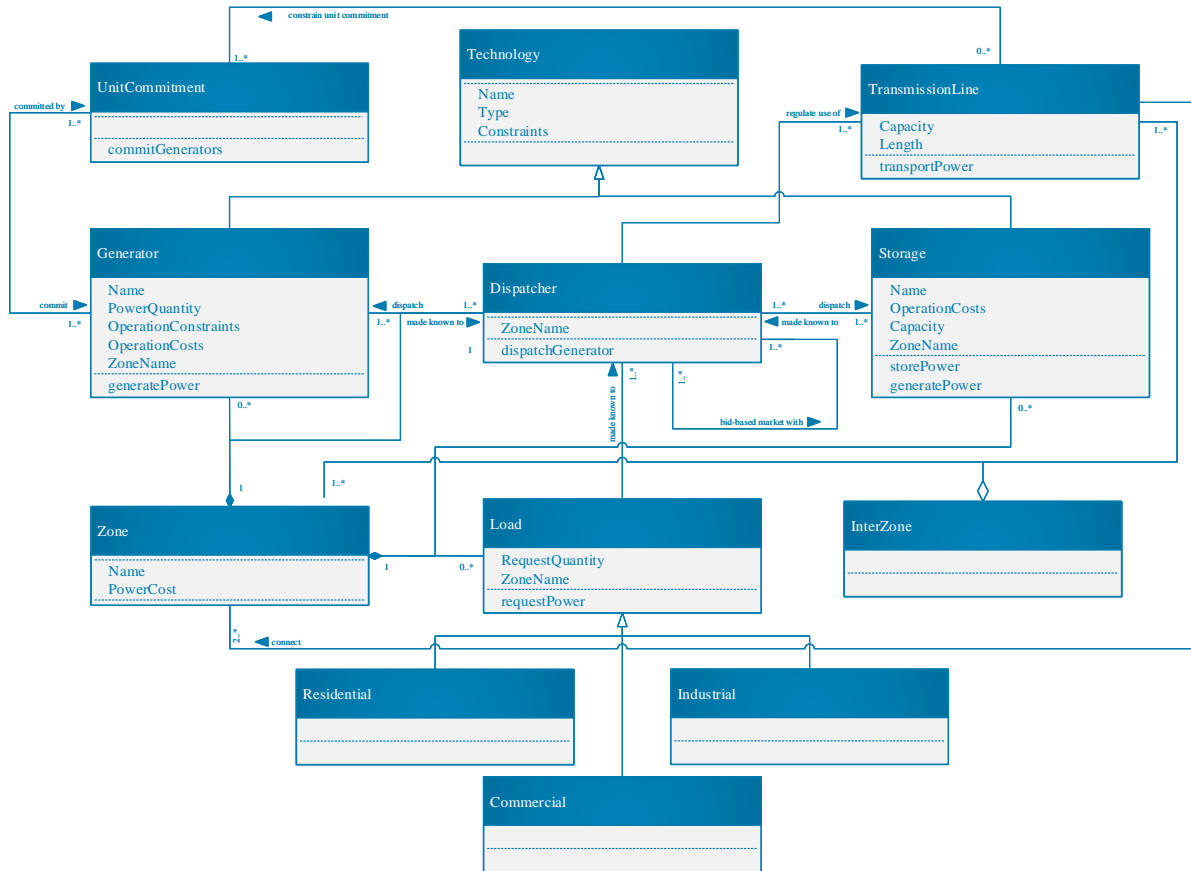 constrain unit commitment
1..*
0..*
Technology
Name
Type
Constraints
UnitCommitment
commitGenerators
committed by
1..*
TransmissionLine
Capacity
Length
transportPower
regulate use of
1..*
1..*
Generator
Name
PowerQuantity
OperationConstraints
OperationCosts
ZoneName
generatePower
commit
1..*
dispatch
1..*
1..*
made known to
1
Dispatcher
ZoneName
dispatchGenerator
1..*
dispatch
made known to
1..*
1..*
Storage
Name
OperationCosts
Capacity
ZoneName
storePower
generatePower
1..*
1..*
made known to
bid-based market with
0..*
0..*
1
1..*
Zone
Name
PowerCost
1
0..*
Load
RequestQuantity
ZoneName
requestPower
InterZone
2..*
connect
Residential
Industrial
Commercial